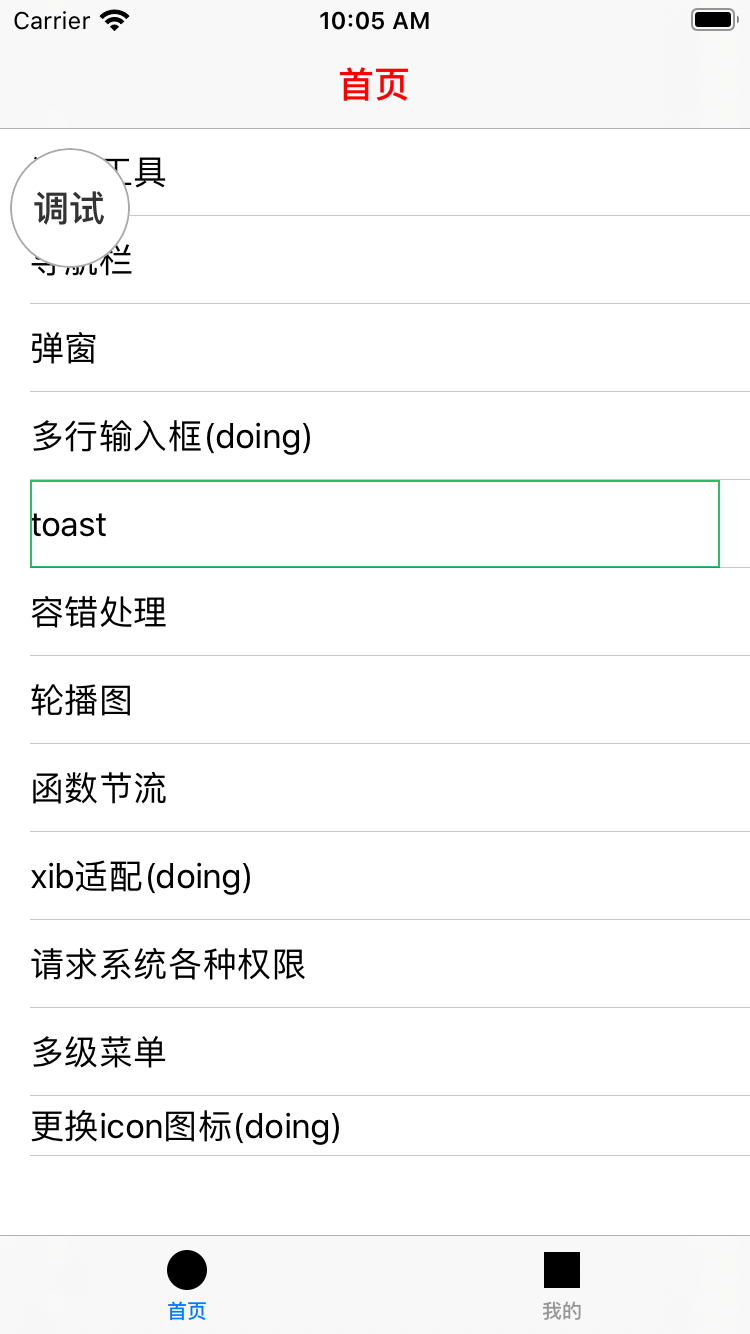 Carrier 10:05 AM
首页
工具
调试
导航栏
弹窗
多行输入框(doing)
toast
容错处理
轮播图
函数节流
xib适配(doing)
请求系统各种权限
多级菜单
更换icon图标(doing)
首页 我的